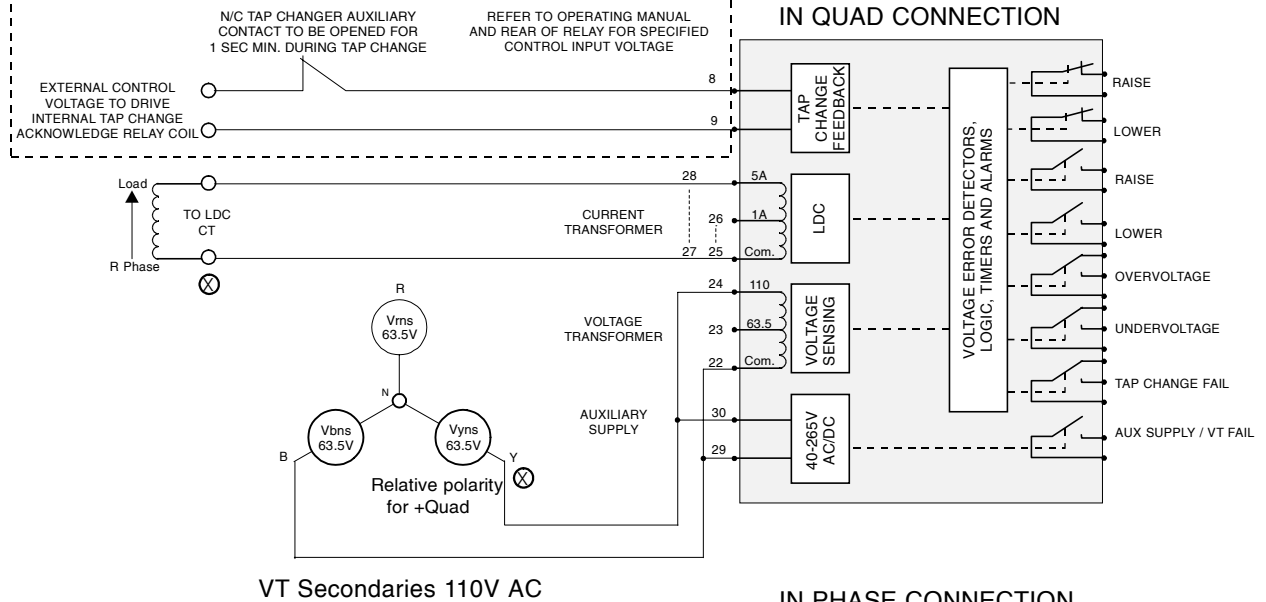 N/C TAP CHANGER AUXILIARY
CONTACT TO BE OPENED FOR
1 SEC MIN. DURING TAP CHANGE
REFER TO OPERATING MANUAL
AND REAR OF RELAY FOR SPECIFIED
CONTROL INPUT VOLTAGE
IN QUAD CONNECTION
EXTERNAL CONTROL
VOLTAGE TO DRIVE
INTERNAL TAP CHANGE
ACKNOWLEDGE RELAY COIL
8
9
TAP
CHANGE
FEEDBACK
VOLTAGE ERROR DETECTORS,
LOGIC, TIMERS AND ALARMS
RAISE
LOWER
RAISE
LOWER
OVERVOLTAGE
UNDERVOLTAGE
TAP CHANGE FAIL
AUX SUPPLY / VT FAIL
Load
R Phase
TO LDC
CT
X
CURRENT
TRANSFORMER
28
26
27 25
5A
1A
Com.
LDC
VOLTAGE
TRANSFORMER
24
23
22
110
63.5
Com.
VOLTAGE
SENSING
AUXILIARY
SUPPLY
30
29
40-265V
AC/DC
R
Vrns
63.5V
N
Vbns
63.5V
Vyns
63.5V
B
Y
X
Relative polarity
for +Quad
VT Secondaries 110V AC
IN PHASE CONNECTION